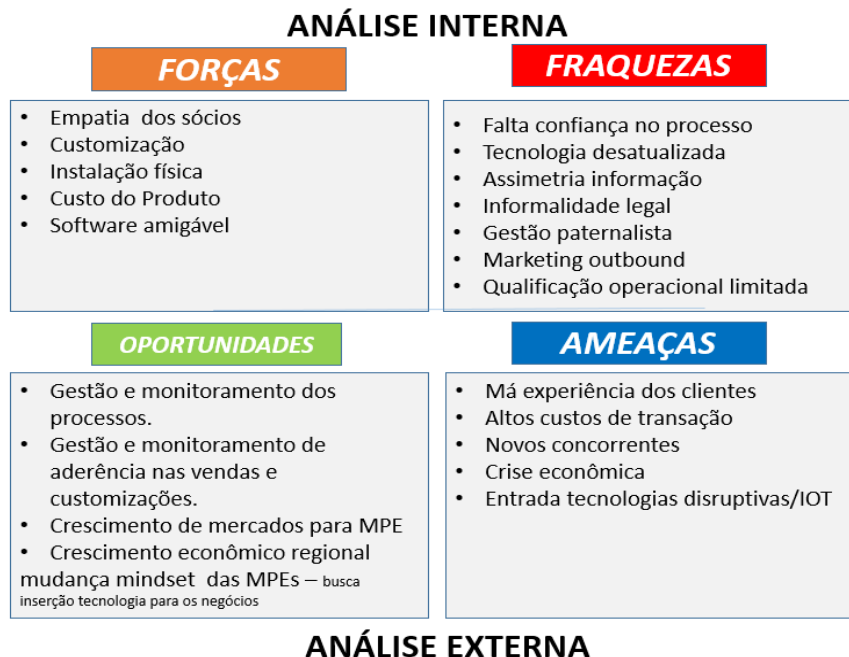 ANÁLISE INTERNA
FORÇAS
• Empatia dos sócios
• Customização
• Instalação física
• Custo do Produto
• Software amigável
FRAQUEZAS
• Falta confiança no processo
• Tecnologia desatualizada
• Assimetria informação
• Informalidade legal
• Gestão paternalista
• Marketing outbound
• Qualificação operacional limitada
OPORTUNIDADES
• Gestão e monitoramento dos
processos.
• Gestão e monitoramento de
aderência nas vendas e
customizações.
• Crescimento de mercados para MPE
• Crescimento econômico regional
mudança mindset das MPEs – busca
inserção tecnologia para os negócios
AMEAÇAS
• Má experiência dos clientes
• Altos custos de transação
• Novos concorrentes
• Crise econômica
• Entrada tecnologias disruptivas/IOT
ANÁLISE EXTERNA